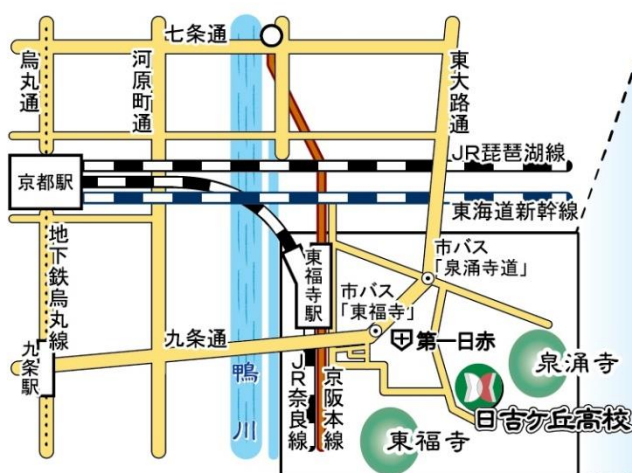 七条通
烏丸通
河原町通
東大路通
JR琵琶湖線
京都駅
東海道新幹線
地下鉄烏丸線
東福寺駅
市バス
「泉涌寺道」
市バス
「東福寺」
九条通
第一日赤
九条駅
鴨川
JR奈良線
京阪本線
泉涌寺
日吉ケ丘高校
東福寺